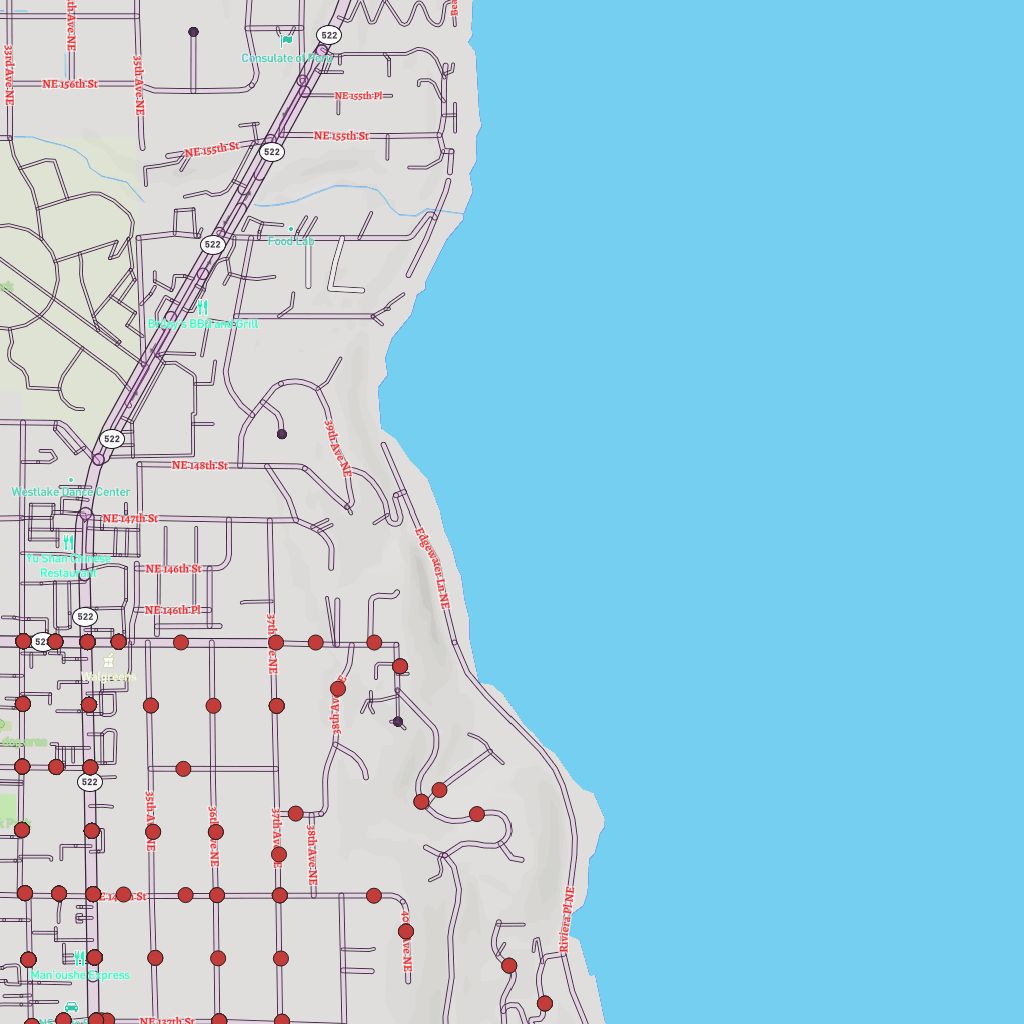 522
Consulate of Peru
33rd Ave NE
35th Ave NE
NE 156th St
NE 155th Pl
NE 155th St
NE 155th St
522
522
Food Lab
BBQ and Grill
522
39th Ave NE
NE 148th St
Westlake Dance Center
NE 147th St
Yu Shan Chinese
Restaurant
Edgewater Ln NE
NE 146th St
NE 146th Pl
522
37th Ave NE
522
Walgreens
38th Ave
522
35th Ave NE
36th Ave NE
37th Ave NE
38th Ave NE
40th Ave NE
Riviera Pl NE
Man'oushe Express
NE 137th St